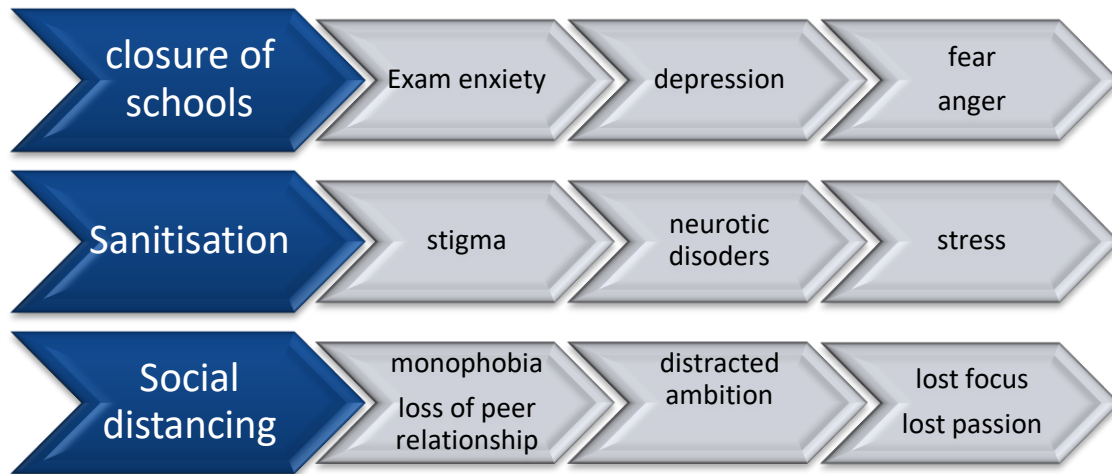 closure of
schools
Exam enxiety
depression
fear
anger
Sanitisation
stigma
neurotic
disoders
stress
Social
distancing
monophobia
loss of peer
relationship
distracted
ambition
lost focus
lost passion